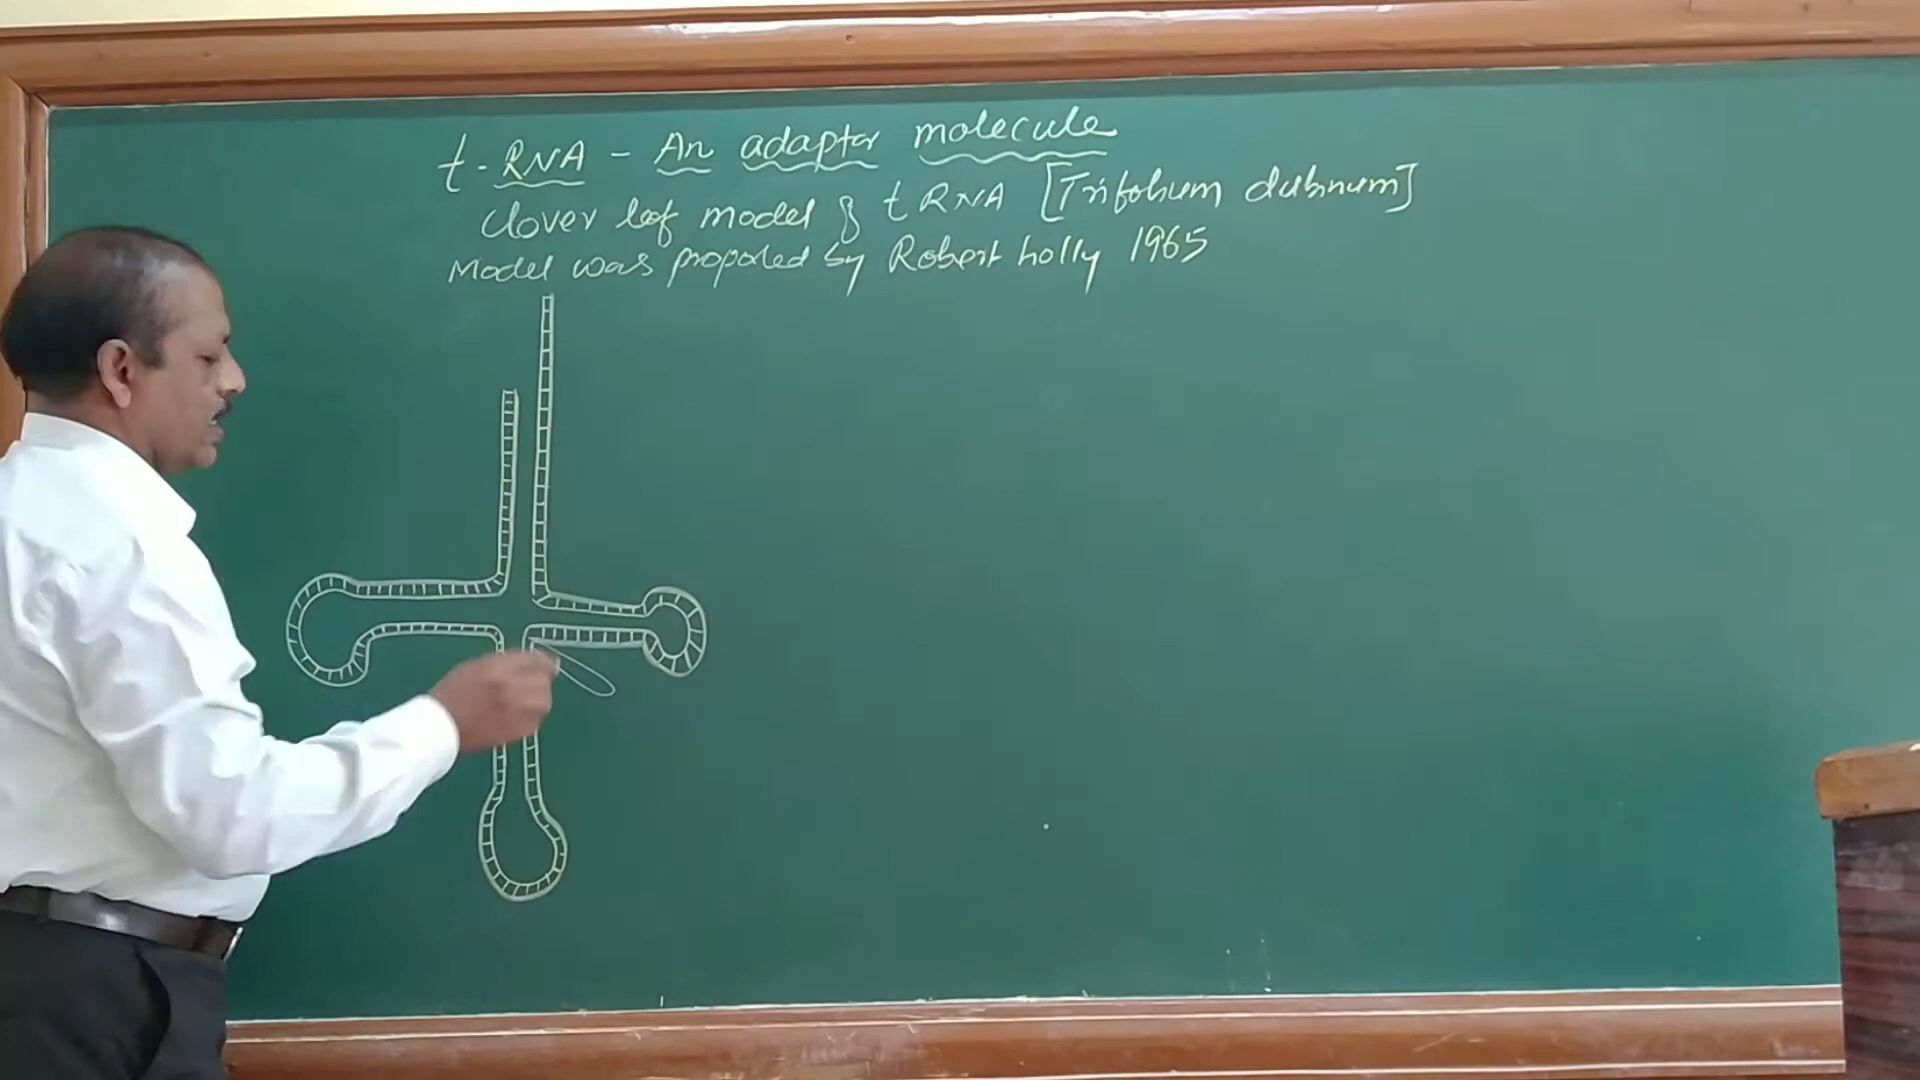 t-RNA - An adaptor molecule
Clover leaf model of tRNA [Trifolium dubnum]
Model was proposed by Robert holly 1965